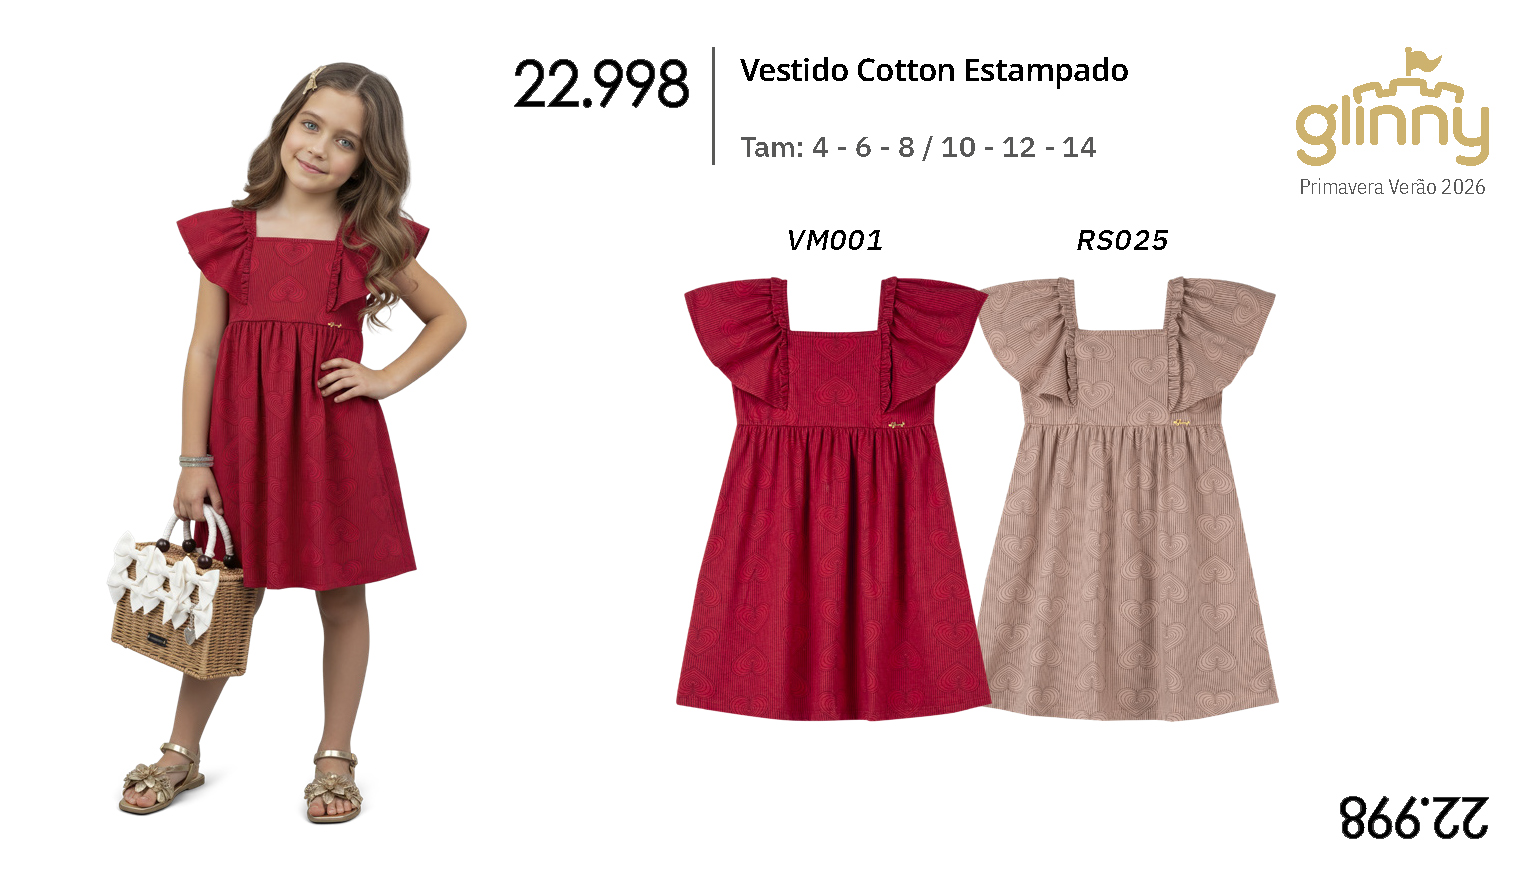 22.998
Vestido Cotton Estampado
Tam: 4 - 6 - 8 / 10 - 12 - 14
glinny
Primavera Verão 2026
VM001
RS025
22.998